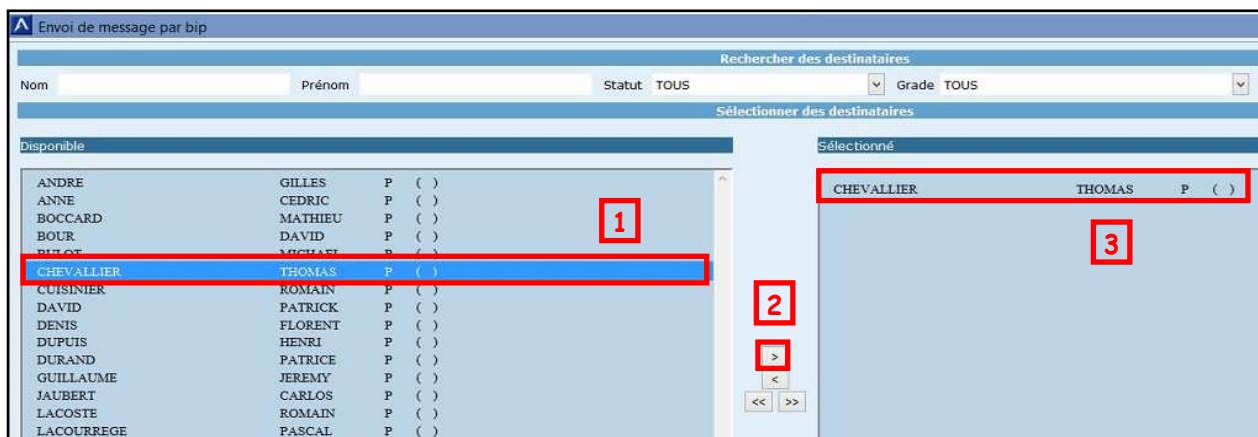 Envoi de message par bip
Rechercher des destinataires
Nom Prénom Statut TOUS Grade TOUS
Sélectionner des destinataires
Disponible Sélectionné
ANDRE GILLES P ( )
ANNE CEDRIC P ( )
BOCCARD MATHIEU P ( )
BOUR DAVID P ( )
BULOT MICHAEL P ( )
CHEVALLIER THOMAS P ( )
CUISINIER ROMAIN P ( )
DAVID PATRICK P ( )
DENIS FLORENT P ( )
DUPUIS HENRI P ( )
DURAND PATRICE P ( )
GUILLAUME JEREMY P ( )
JAUBERT CARLOS P ( )
LACOSTE ROMAIN P ( )
LACOURREGE PASCAL P ( )
1
2
>
<
<< >>
CHEVALLIER THOMAS P ( )
3